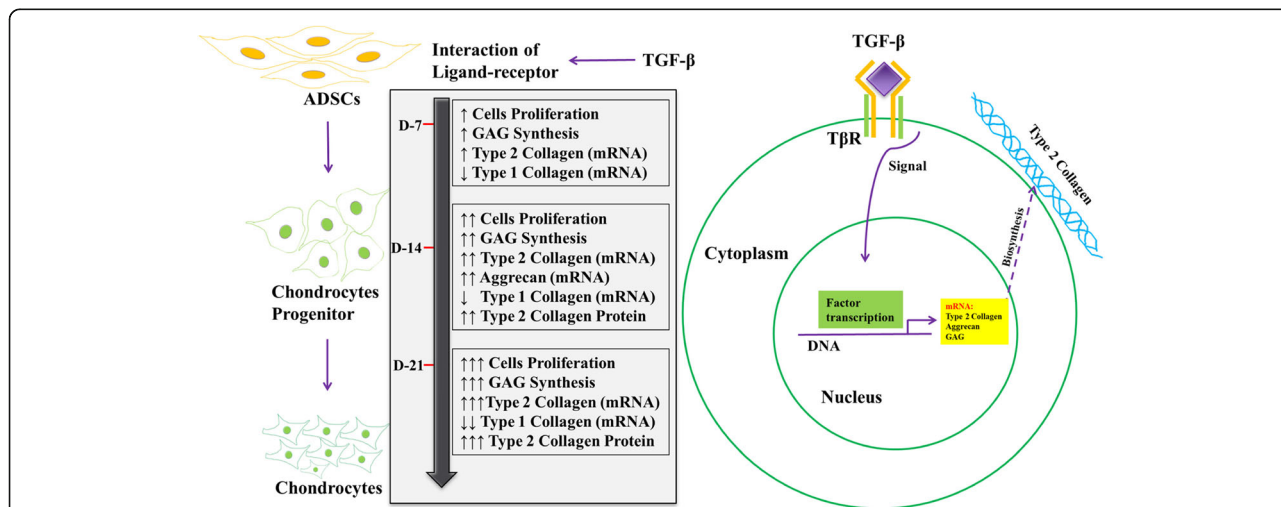 ADSCs
Chondrocytes
Progenitor
Chondrocytes
Interaction of
Ligand-receptor
TGF-β
D-7
↑ Cells Proliferation
↑ GAG Synthesis
↑ Type 2 Collagen (mRNA)
↓ Type 1 Collagen (mRNA)
D-14
↑↑ Cells Proliferation
↑↑ GAG Synthesis
↑↑ Type 2 Collagen (mRNA)
↑↑ Aggrecan (mRNA)
↓ Type 1 Collagen (mRNA)
↑↑ Type 2 Collagen Protein
D-21
↑↑↑ Cells Proliferation
↑↑↑ GAG Synthesis
↑↑↑Type 2 Collagen (mRNA)
↓↓ Type 1 Collagen (mRNA)
↑↑↑ Type 2 Collagen Protein
TGF-β
TβR
Signal
Type 2 Collagen
Biosynthesis
Cytoplasm
Factor
transcription
DNA
mRNA:
Type 2 Collagen
Aggrecan
GAG
Nucleus